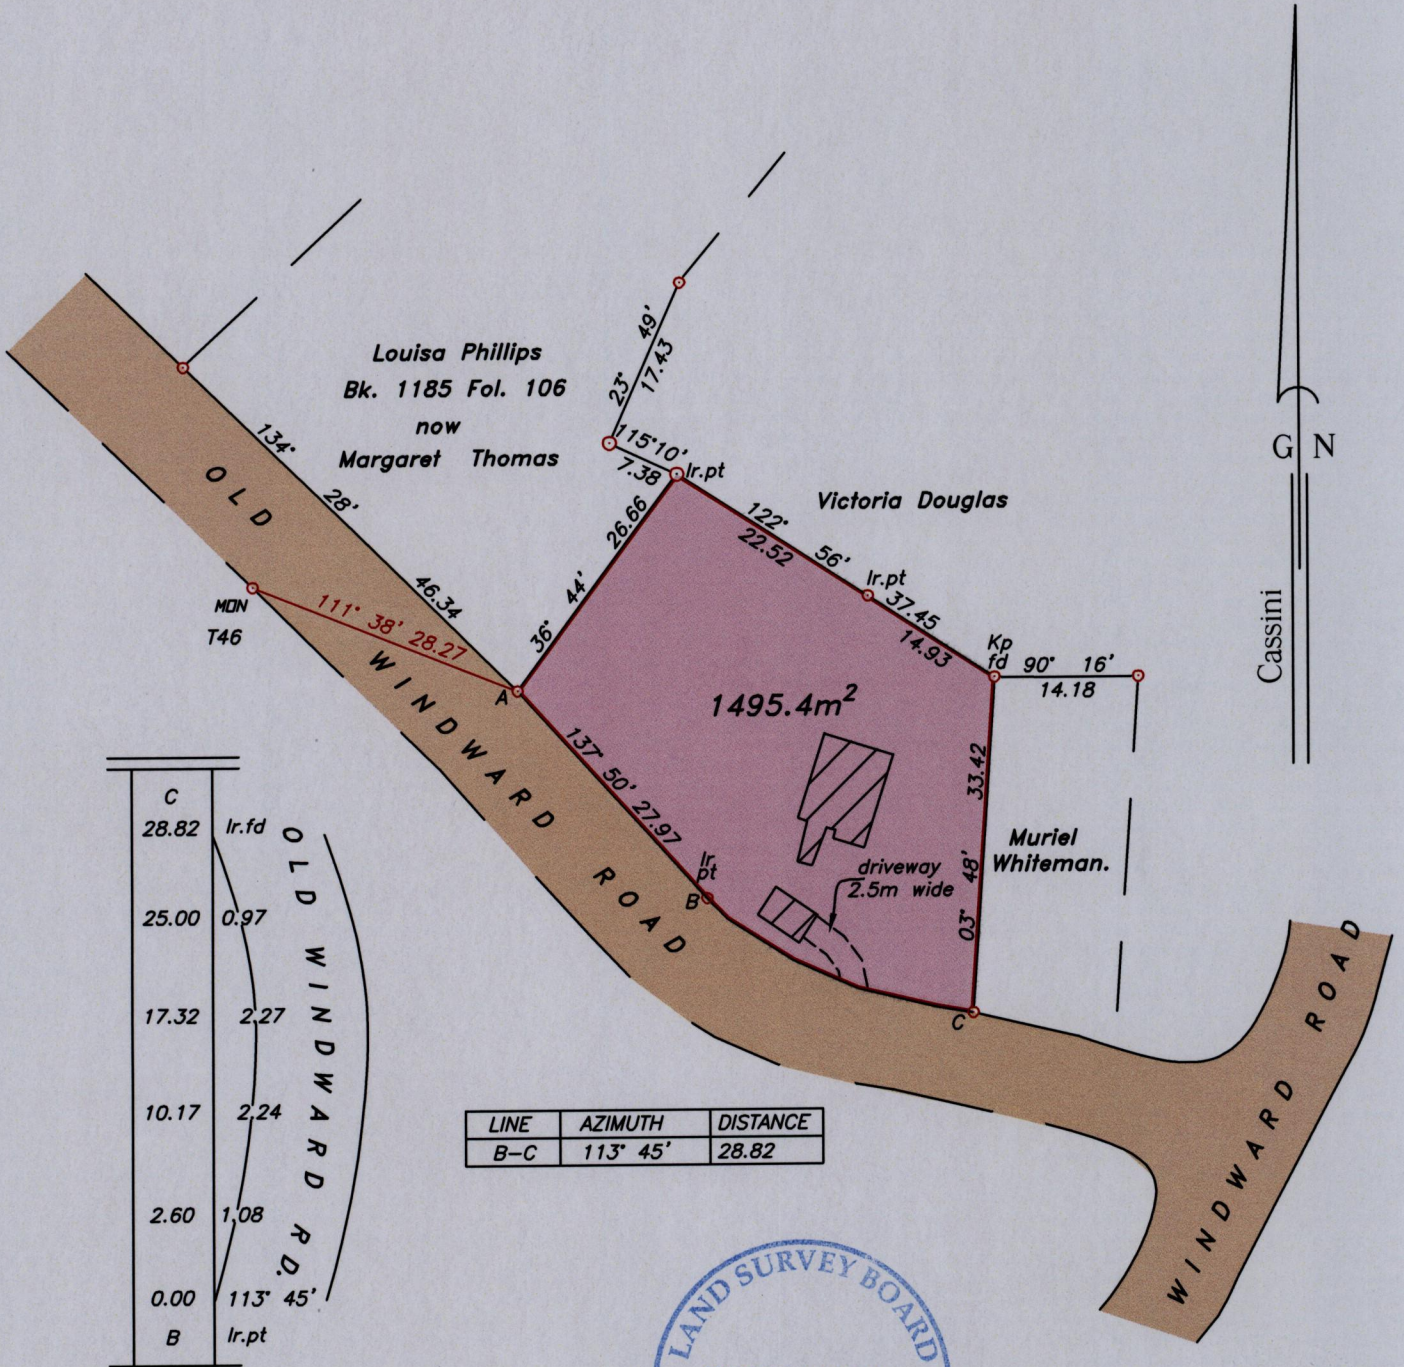 G N
Cassini
Louisa Phillips
Bk. 1185 Fol. 106
now
Margaret Thomas
23° 49'
17.43
115°10'
7.38
Ir.pt
Victoria Douglas
134° 28' 46.34
OLD WINDWARD ROAD
MON
T46
111° 38' 28.27
A
36° 44' 26.66
122° 56'
22.52
Ir.pt
37.45
14.93
Kp
fd
90° 16'
14.18
1495.4m²
137° 50' 27.97
Ir.
pt
B
driveway
2.5m wide
33.42
03° 48'
Muriel
Whiteman.
C
WINDWARD ROAD
C
28.82 Ir.fd
25.00 0.97
17.32 2.27
10.17 2.24
2.60 1.08
0.00 113° 45'
B Ir.pt
OLD WINDWARD RD.
LINE AZIMUTH DISTANCE
B-C 113° 45' 28.82
LAND SURVEY BOARD